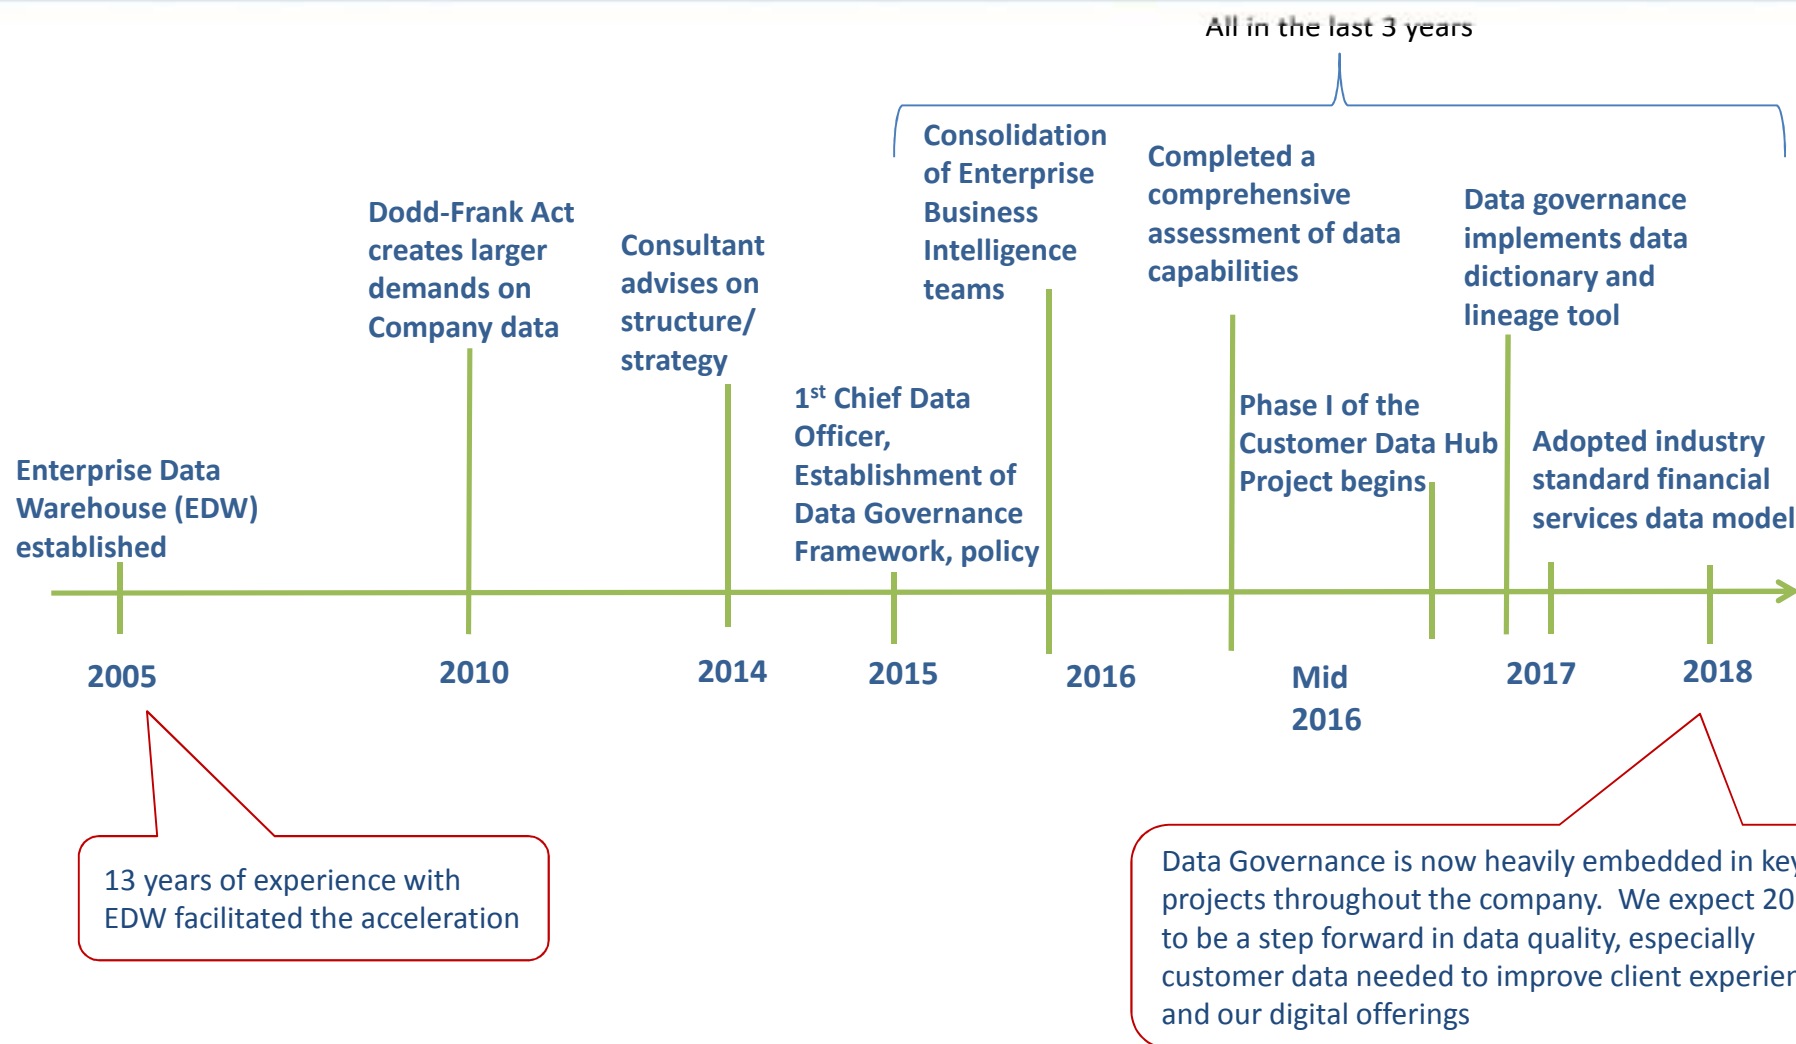 All in the last 3 years
Consolidation
of Enterprise
Business
Intelligence
teams
Completed a
comprehensive
assessment of data
capabilities
Data governance
implements data
dictionary and
lineage tool
Dodd-Frank Act
creates larger
demands on
Company data
Consultant
advises on
structure/
strategy
1st Chief Data
Officer,
Establishment of
Data Governance
Framework, policy
Phase I of the
Customer Data Hub
Project begins
Adopted industry
standard financial
services data model
Enterprise Data
Warehouse (EDW)
established
2005
2010
2014
2015
2016
Mid
2016
2017
2018
13 years of experience with
EDW facilitated the acceleration
Data Governance is now heavily embedded in key
projects throughout the company. We expect 20
to be a step forward in data quality, especially
customer data needed to improve client experien
and our digital offerings